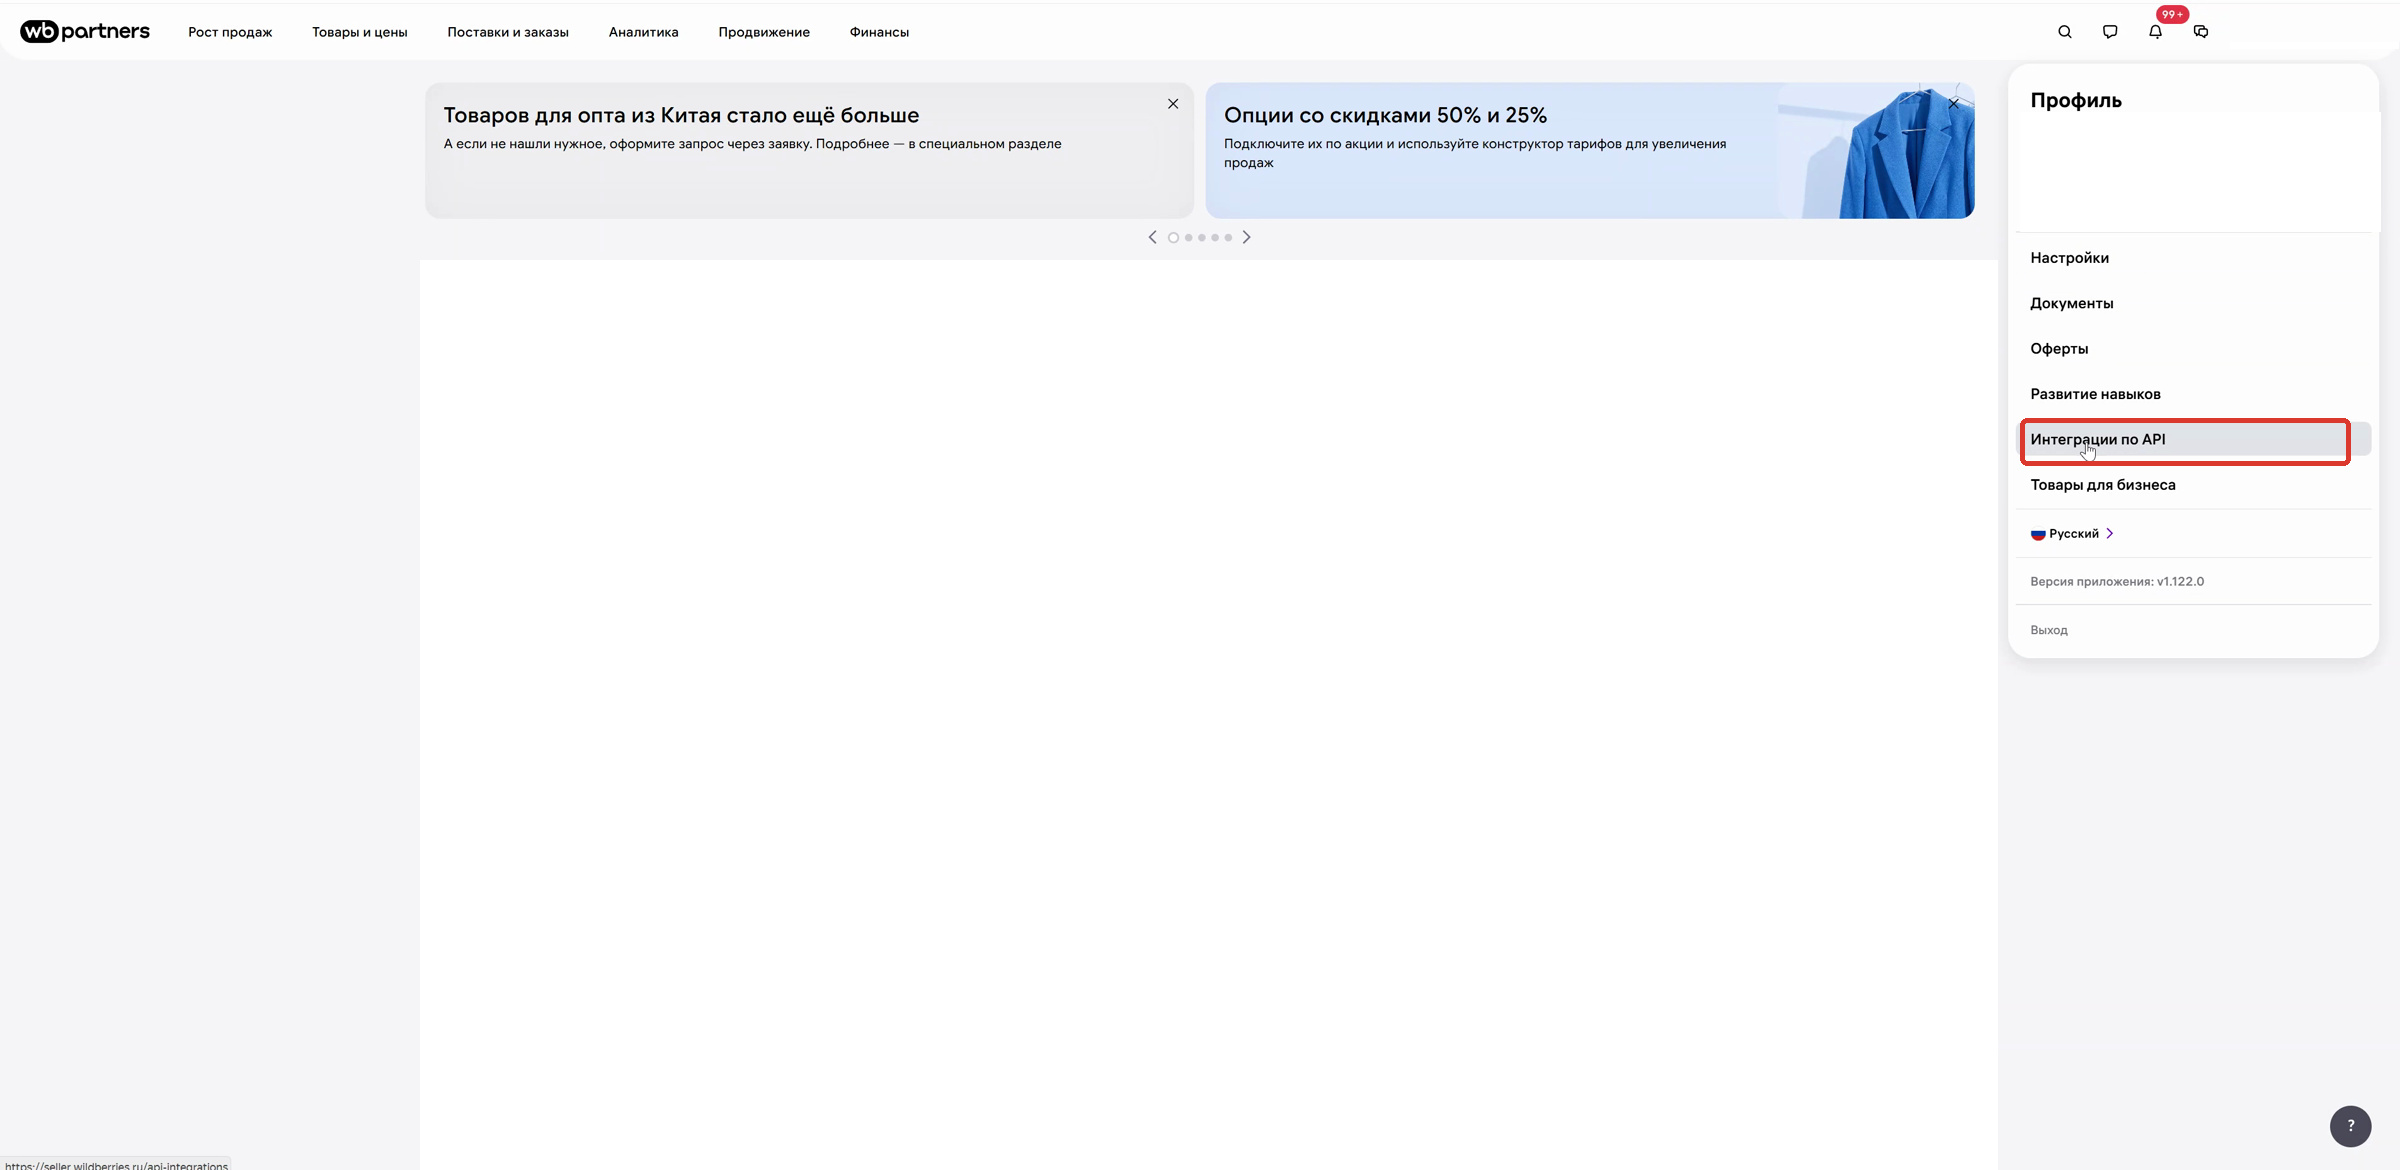 wb partners
Рост продаж
Товары и цены
Поставки и заказы
Аналитика
Продвижение
Финансы
99+
Товаров для опта из Китая стало ещё больше
А если не нашли нужное, оформите запрос через заявку. Подробнее — в специальном разделе
Опции со скидками 50% и 25%
Подключите их по акции и используйте конструктор тарифов для увеличения
продаж
Профиль
Настройки
Документы
Оферты
Развитие навыков
Интеграции по API
Товары для бизнеса
Русский
Версия приложения: v1.122.0
Выход
?
https://seller.wildberries.ru/api-integrations